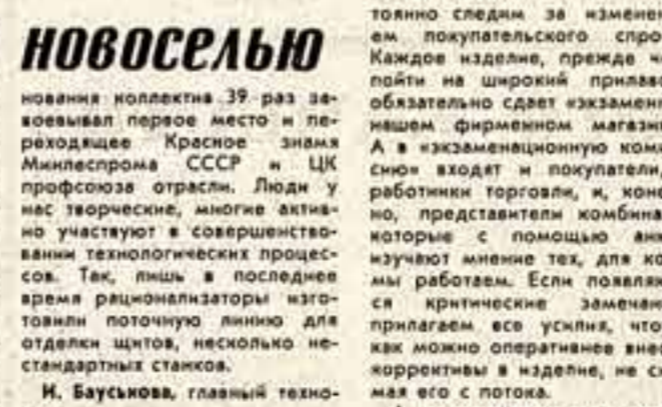 НОВОСЕЛЬЮ
нования коллектив 39 раз за-
воевывал первое место и пе-
реходящее Красное знамя
Минлеспрома СССР и ЦК
профсоюза отрасли. Люди у
нас творческие, многие актив-
но участвуют в совершенство-
вании технологических процес-
сов. Так, лишь в последнее
время рационализаторы изго-
товили поточную линию для
отделки щитов, несколько не-
стандартных станков.
И. Бауськова, главный техно-
тоянно следим за изменен
ем покупательского спро
Каждое изделие, прежде ч
пойти на широкий прилав
обязательно сдает «экзамен
нашем фирменном магазин
А в «экзаменационную ком
сию» входят и покупатели,
работники торговли, и, коне
но, представители комбина
которые с помощью анк
изучают мнение тех, для ко
мы работаем. Если появляю
ся критические замечан
прилагаем все усилия, что
как можно оперативнее внес
коррективы в изделие, не сн
мая его с потока.